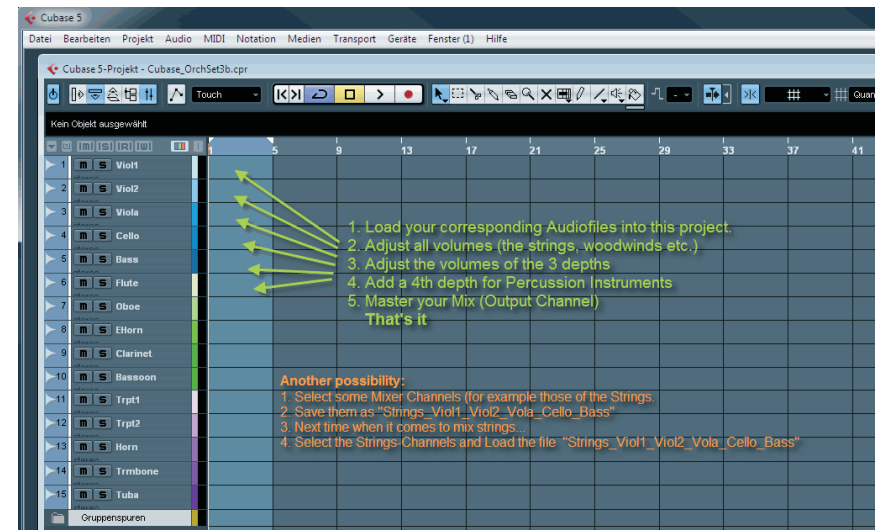 Cubase 5
Datei Bearbeiten Projekt Audio MIDI Notation Medien Transport Geräte Fenster (1) Hilfe
Cubase 5-Projekt - Cubase_OrchSet3b.cpr
Touch
Quan
Kein Objekt ausgewählt
1 5 9 13 17 21 25 29 33 37 41
1 m S Viol1
2 m S Viol2
3 m S Viola
4 m S Cello
5 m S Bass
6 m S Flute
7 m S Oboe
8 m S EHorn
9 m S Clarinet
10 m S Bassoon
11 m S Trpt1
12 m S Trpt2
13 m S Horn
14 m S Trmbone
15 m S Tuba
Gruppenspuren
1. Load your corresponding Audiofiles into this project.
2. Adjust all volumes (the strings, woodwinds etc.)
3. Adjust the volumes of the 3 depths
4. Add a 4th depth for Percussion Instruments
5. Master your Mix (Output Channel)
That's it
Another possibility:
1. Select some Mixer Channels (for example those of the Strings.
2. Save them as "Strings_Viol1_Viol2_Vola_Cello_Bass"
3. Next time when it comes to mix strings...
4. Select the Strings-Channels and Load the file "Strings_Viol1_Viol2_Vola_Cello_Bass"